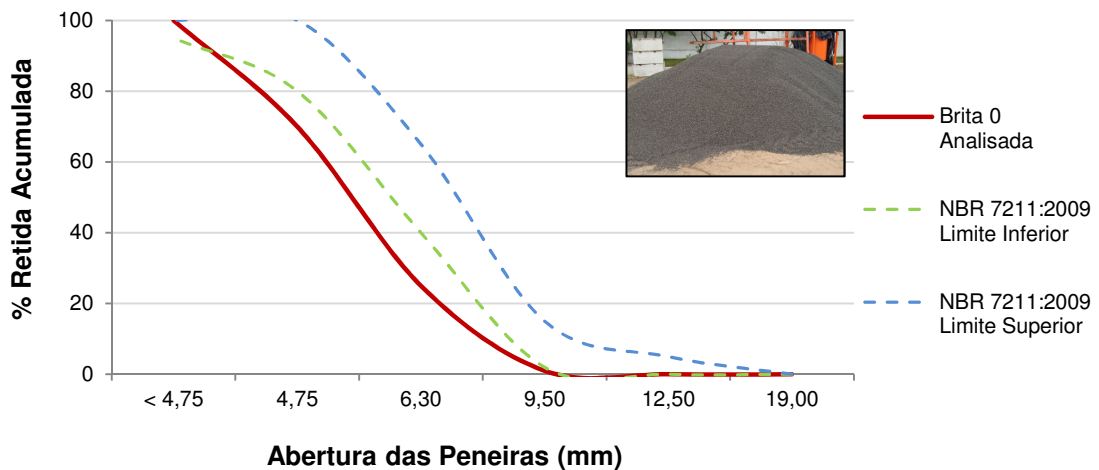 100
80
60
40
20
0
% Retida Acumulada
< 4,75
4,75
6,30
9,50
12,50
19,00
Abertura das Peneiras (mm)
Brita 0
Analisada
NBR 7211:2009
Limite Inferior
NBR 7211:2009
Limite Superior